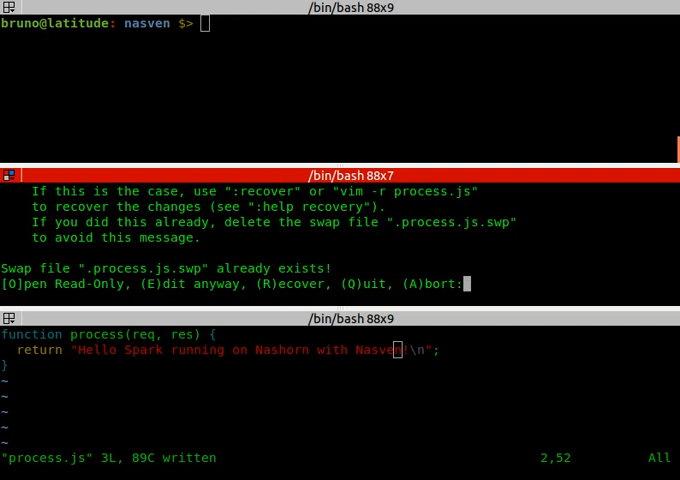 /bin/bash 88x9
bruno@latitude: nasven $>
/bin/bash 88x7
If this is the case, use ":recover" or "vim -r process.js"
to recover the changes (see ":help recovery").
If you did this already, delete the swap file ".process.js.swp"
to avoid this message.
Swap file ".process.js.swp" already exists!
[O]pen Read-Only, (E)dit anyway, (R)ecover, (Q)uit, (A)bort:
/bin/bash 88x9
function process(req, res) {
return "Hello Spark running on Nashorn with Nasven!\n";
}
~
~
~
~
~
"process.js" 3L, 89C written 2,52 All